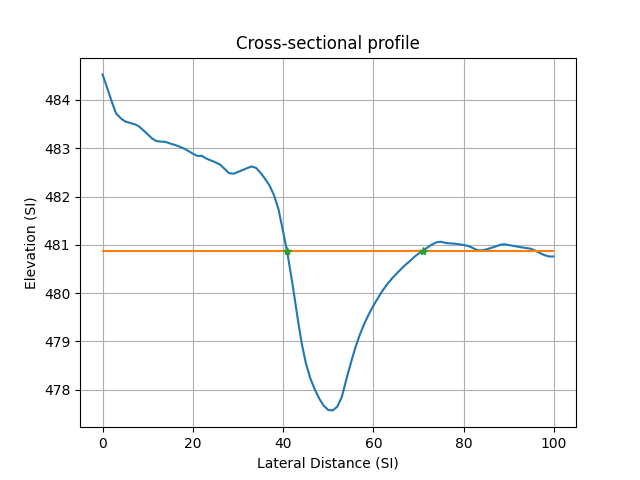 Cross-sectional profile
484
483
482
481
480
479
478
Elevation (SI)
0 20 40 60 80 100
Lateral Distance (SI)